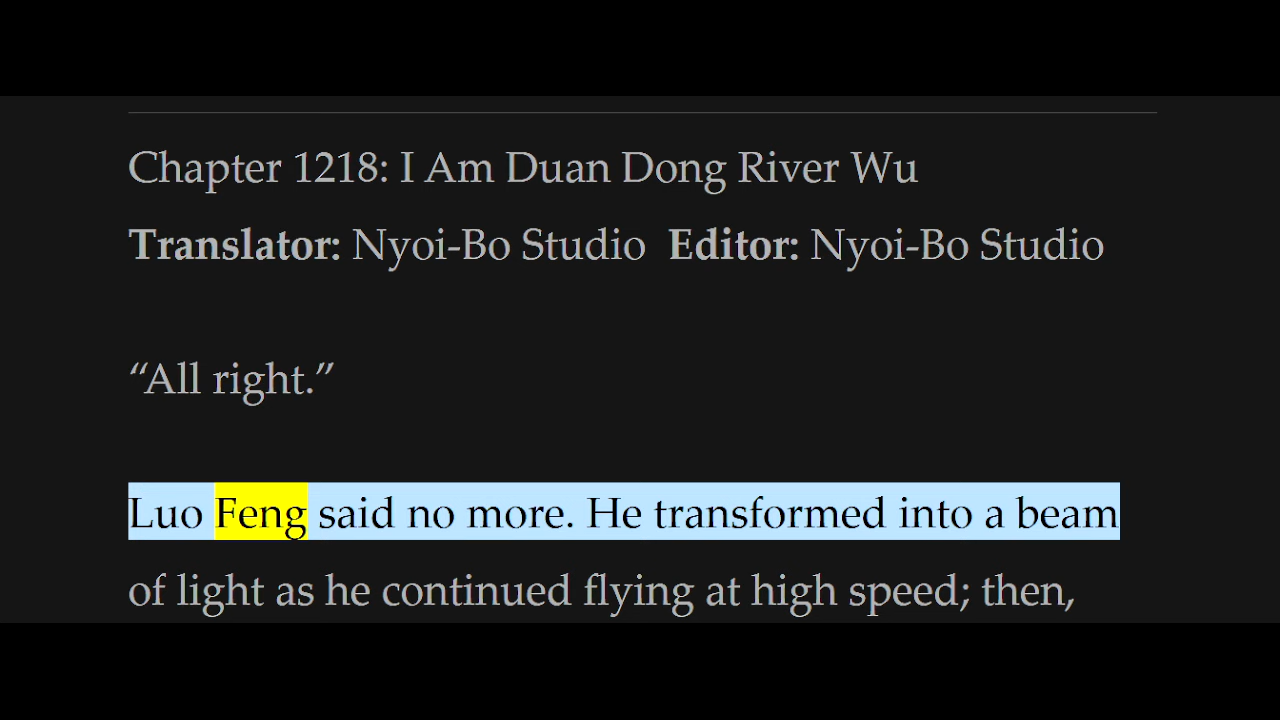 Chapter 1218: I Am Duan Dong River Wu
Translator: Nyoi-Bo Studio  Editor: Nyoi-Bo Studio
“All right.”
Luo Feng said no more. He transformed into a beam
of light as he continued flying at high speed; then,